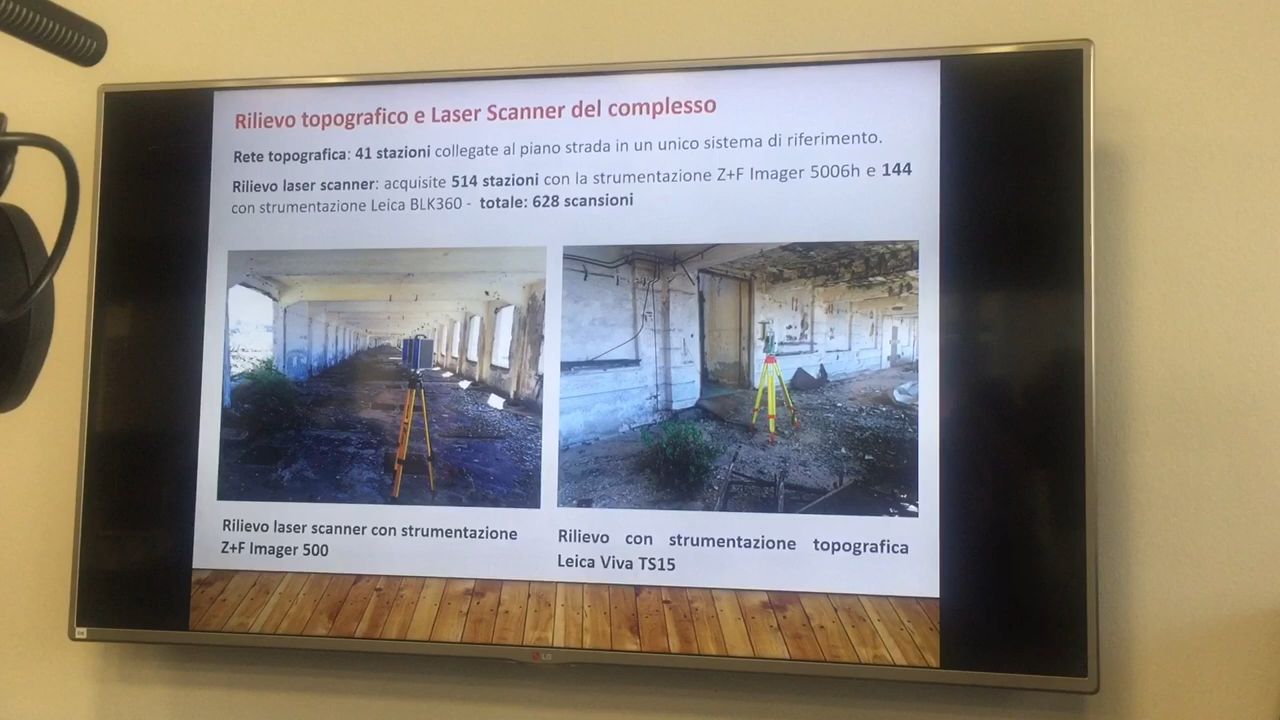 Rilievo topografico e Laser Scanner del complesso
Rete topografica: 41 stazioni collegate al piano strada in un unico sistema di riferimento.
Rilievo laser scanner: acquisite 514 stazioni con la strumentazione Z+F Imager 5006h e 144
con strumentazione Leica BLK360 - totale: 628 scansioni
Rilievo laser scanner con strumentazione
Z+F Imager 500
Rilievo con strumentazione topografica
Leica Viva TS15
LG